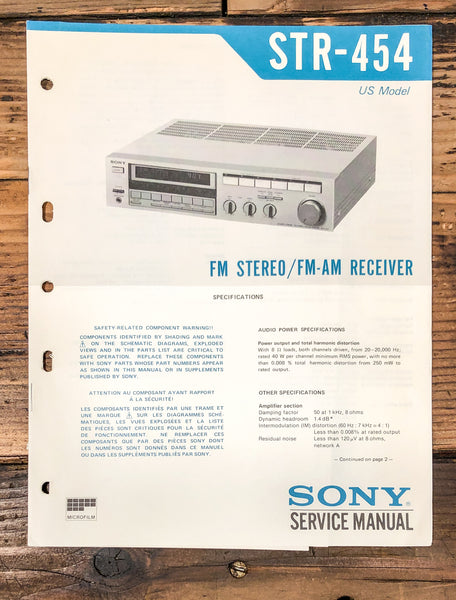 STR-454
US Model
SONY
FM STEREO/FM-AM RECEIVER
SPECIFICATIONS
SAFETY-RELATED COMPONENT WARNING!!
COMPONENTS IDENTIFIED BY SHADING AND MARK
⚠ ON THE SCHEMATIC DIAGRAMS, EXPLODED
VIEWS AND IN THE PARTS LIST ARE CRITICAL TO
SAFE OPERATION. REPLACE THESE COMPONENTS
WITH SONY PARTS WHOSE PART NUMBERS APPEAR
AS SHOWN IN THIS MANUAL OR IN SUPPLEMENTS
PUBLISHED BY SONY.
ATTENTION AU COMPOSANT AYANT RAPPORT
À LA SÉCURITÉ!
LES COMPOSANTS IDENTIFIÉS PAR UNE TRAME ET
UNE MARQUE ⚠ SUR LES DIAGRAMMES SCHÉ-
MATIQUES, LES VUES EXPLOSÉES ET LA LISTE
DES PIÈCES SONT CRITIQUES POUR LA SÉCURITÉ
DE FONCTIONNEMENT. NE REMPLACER CES
COMPOSANTS QUE PAR DES PIÈCES SONY DONT
LES NUMÉROS SONT DONNÉS DANS CE MANUEL
OU DANS SUPPLÉMENTS PUBLIÉS PAR SONY.
AUDIO POWER SPECIFICATIONS
Power output and total harmonic distortion
With 8 Ω loads, both channels driven, from 20–20,000 Hz;
rated 40 W per channel minimum RMS power, with no more
than 0.008 % total harmonic distortion from 250 mW to
rated output.
OTHER SPECIFICATIONS
Amplifier section
Damping factor 50 at 1 kHz, 8 ohms
Dynamic headroom 1.4 dB*
Intermodulation (IM) distortion (60 Hz : 7 kHz = 4 : 1)
Less than 0.008% at rated output
Residual noise Less than 120 μV at 8 ohms,
network A
— Continued on page 2 —
MICROFILM
SONY®
SERVICE MANUAL